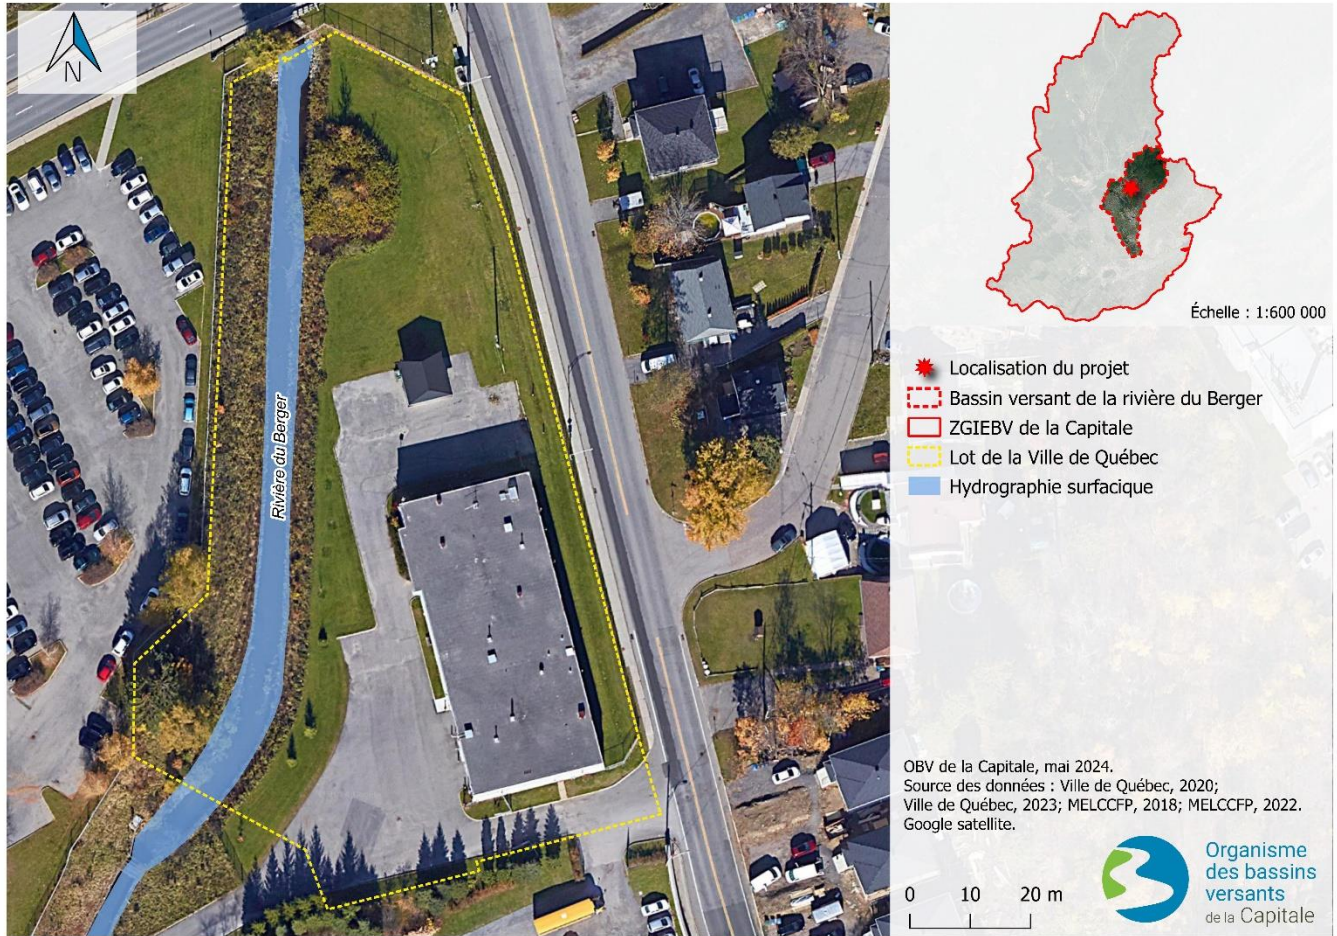 N
Rivière du Berger
Échelle : 1:600 000
Localisation du projet
Bassin versant de la rivière du Berger
ZGIEBV de la Capitale
Lot de la Ville de Québec
Hydrographie surfacique
OBV de la Capitale, mai 2024.
Source des données : Ville de Québec, 2020;
Ville de Québec, 2023; MELCCFP, 2018; MELCCFP, 2022.
Google satellite.
0 10 20 m
Organisme
des bassins
versants
de la Capitale